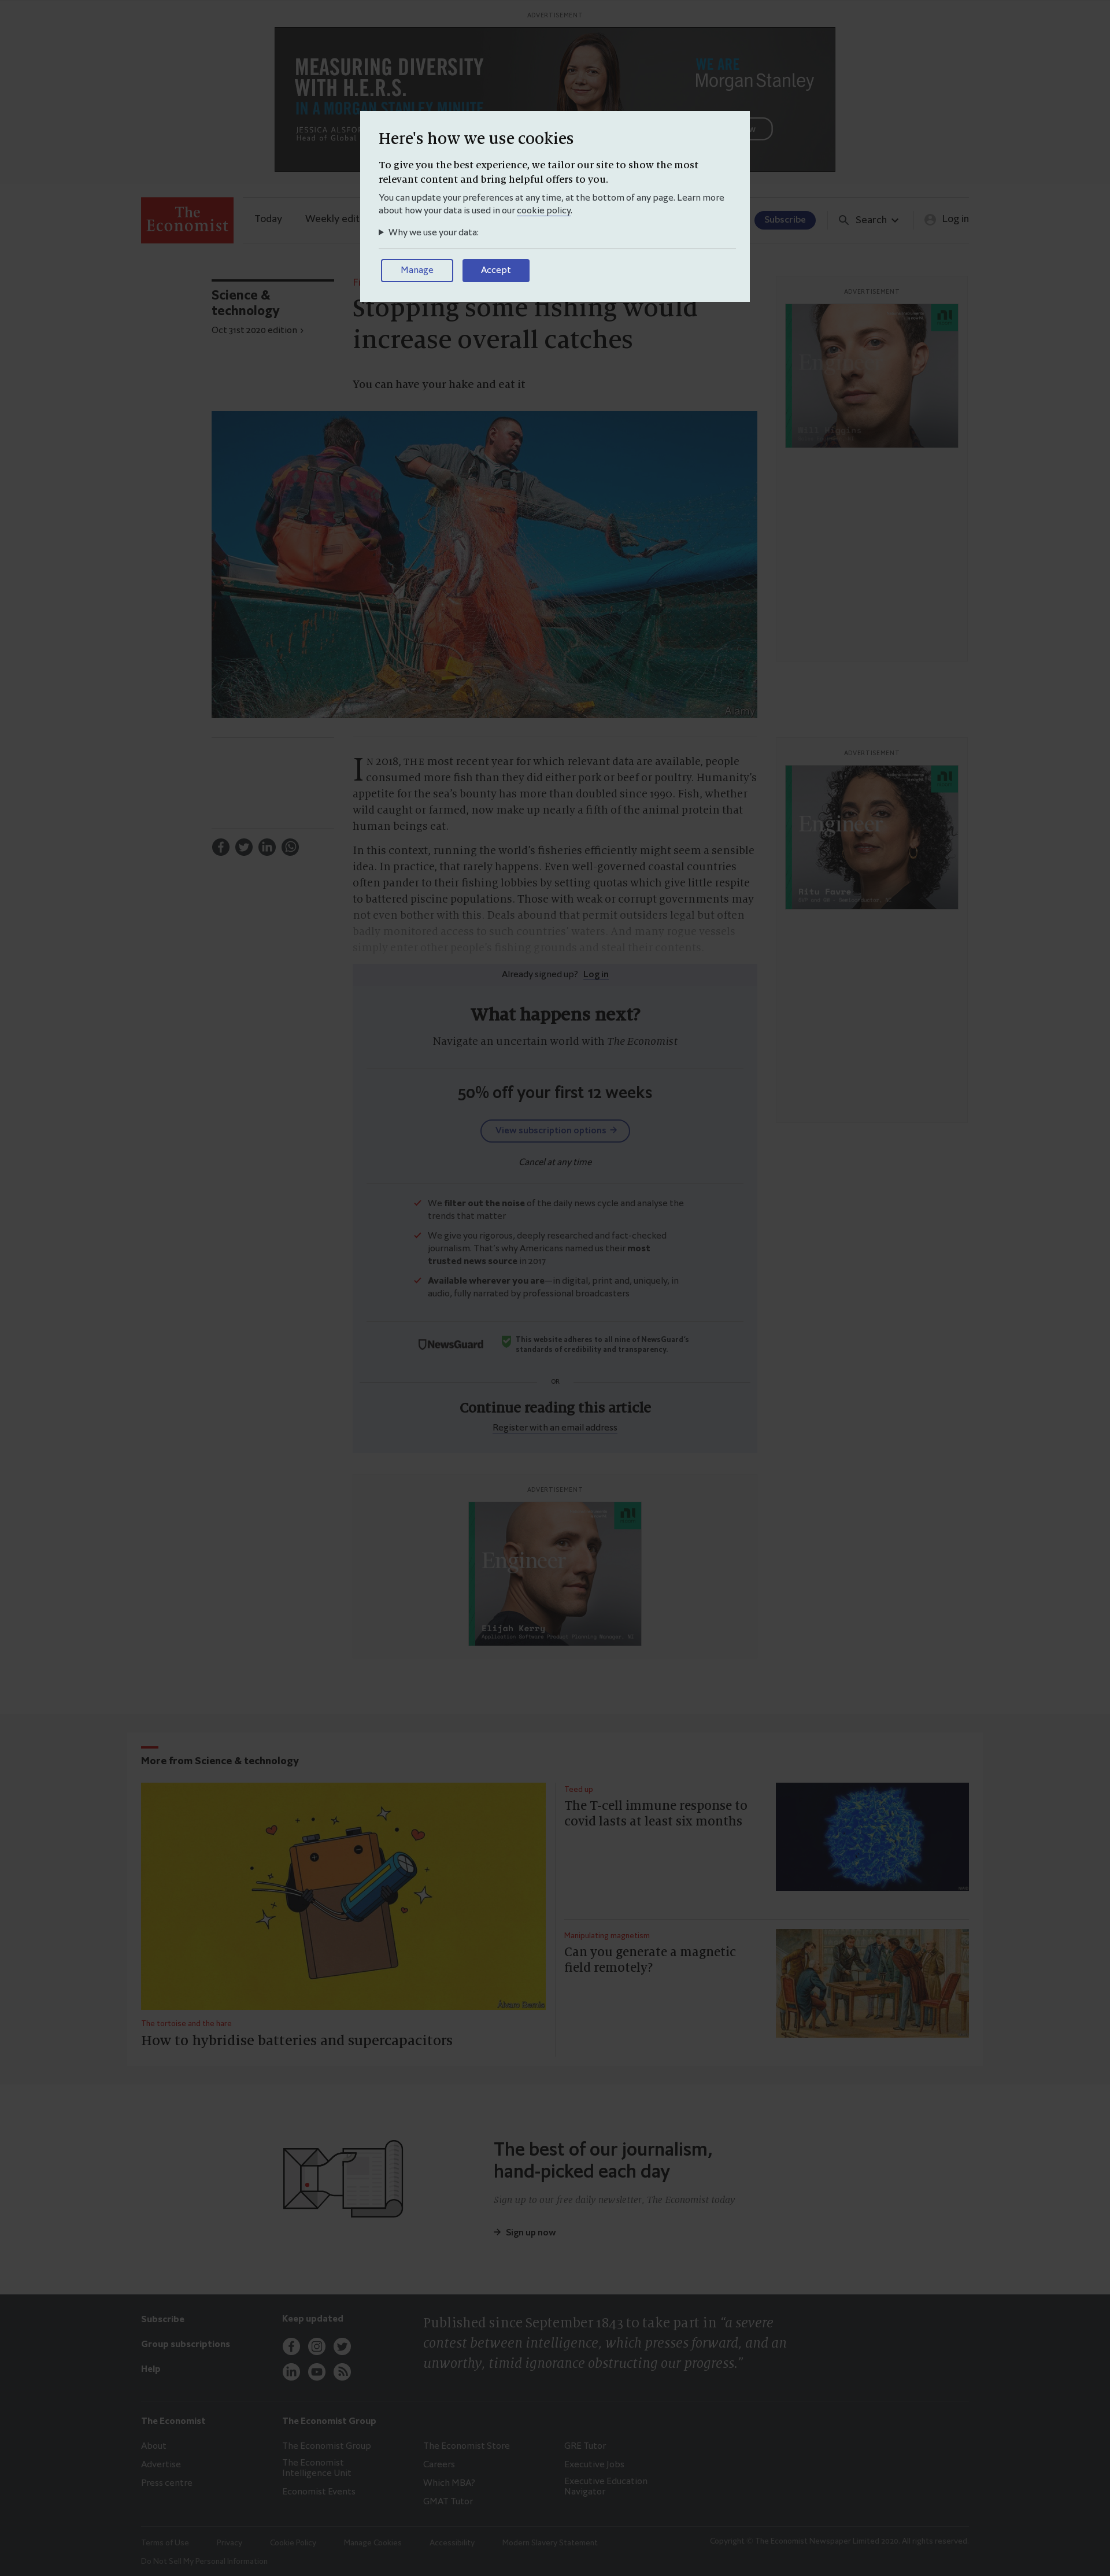 ADVERTISEMENT
MEASURING DIVERSITY
WITH H.E.R.S.
IN A MORGAN STANLEY MINUTE
WE ARE
Morgan Stanley
JESSICA ALSFOR
Head of Global
Here's how we use cookies
To give you the best experience, we tailor our site to show the most
relevant content and bring helpful offers to you.
You can update your preferences at any time, at the bottom of any page. Learn more
about how your data is used in our cookie policy.
Why we use your data:
Manage
Accept
The
Economist
Today
Weekly edit
Subscribe
Search
Log in
Science &
technology
Oct 31st 2020 edition
Stopping some fishing would
increase overall catches
You can have your hake and eat it
ADVERTISEMENT
Will Higgins
Alamy
IN 2018, THE most recent year for which relevant data are available, people
consumed more fish than they did either pork or beef or poultry. Humanity's
appetite for the sea's bounty has more than doubled since 1990. Fish, whether
wild caught or farmed, now make up nearly a fifth of the animal protein that
human beings eat.
In this context, running the world's fisheries efficiently might seem a sensible
idea. In practice, that rarely happens. Even well-governed coastal countries
often pander to their fishing lobbies by setting quotas which give little respite
to battered piscine populations. Those with weak or corrupt governments may
not even bother with this. Deals abound that permit outsiders legal but often
badly monitored access to such countries' waters. And many rogue vessels
simply enter other people's fishing grounds and steal their contents.
ADVERTISEMENT
Engineer
Ritu Favre
Already signed up? Log in
What happens next?
Navigate an uncertain world with The Economist
50% off your first 12 weeks
View subscription options
Cancel at any time
We filter out the noise of the daily news cycle and analyse the
trends that matter
We give you rigorous, deeply researched and fact-checked
journalism. That's why Americans named us their most
trusted news source in 2017
Available wherever you are—in digital, print and, uniquely, in
audio, fully narrated by professional broadcasters
NewsGuard
This website adheres to all nine of NewsGuard's
standards of credibility and transparency.
OR
Continue reading this article
Register with an email address
ADVERTISEMENT
Engineer
Elijah Kerry
Application Software Product Planning Manager, NI
More from Science & technology
The tortoise and the hare
How to hybridise batteries and supercapacitors
Tīeed up
The T-cell immune response to
covid lasts at least six months
Manipulating magnetism
Can you generate a magnetic
field remotely?
The best of our journalism,
hand-picked each day
Sign up to our free daily newsletter, The Economist today
Sign up now
Subscribe
Group subscriptions
Help
Keep updated
Published since September 1843 to take part in “a severe
contest between intelligence, which presses forward, and an
unworthy, timid ignorance obstructing our progress.”
The Economist
About
Advertise
Press centre
The Economist Group
The Economist Group
The Economist
Intelligence Unit
Economist Events
The Economist Store
Careers
Which MBA?
GMAT Tutor
GRE Tutor
Executive Jobs
Executive Education
Navigator
Terms of Use
Privacy
Cookie Policy
Manage Cookies
Accessibility
Modern Slavery Statement
Do Not Sell My Personal Information
Copyright © The Economist Newspaper Limited 2020. All rights reserved.